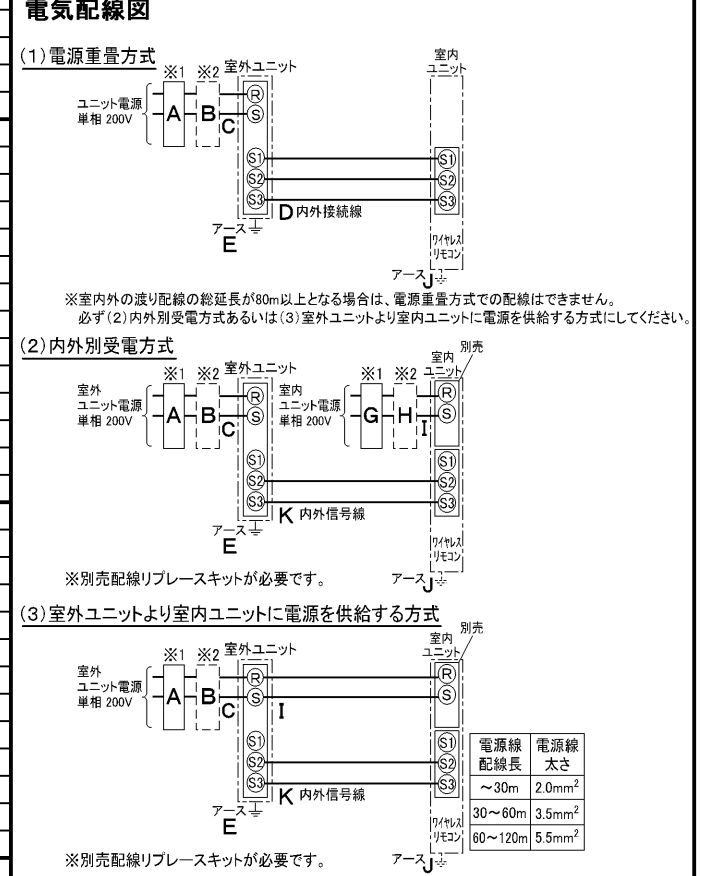 電気配線図
(1)電源重畳方式
※1 ※2 室外ユニット
室内
ユニット
ユニット電源
単相 200V
A B C
R
S
S1 S1
S2 S2
S3 S3
D 内外接続線
アース
E
ワイヤレス
リモコン
アース J
※室内外の渡り配線の総延長が80m以上となる場合は、電源重畳方式での配線はできません。
必ず(2)内外別受電方式あるいは(3)室外ユニットより室内ユニットに電源を供給する方式にしてください。
(2)内外別受電方式
※1 ※2 室外ユニット
※1 ※2
室内
ユニット
別売
室外
ユニット電源
単相 200V
A B C
R
S
室内
ユニット電源
単相 200V
G H I
R
S
S1 S1
S2 S2
S3 S3
K 内外信号線
アース
E
ワイヤレス
リモコン
アース J
※別売配線リプレースキットが必要です。
(3)室外ユニットより室内ユニットに電源を供給する方式
※1 ※2 室外ユニット
室内
ユニット
別売
室外
ユニット電源
単相 200V
A B C
R R
S S
I
S1 S1
S2 S2
S3 S3
K 内外信号線
アース
E
ワイヤレス
リモコン
アース J
電源線 電源線
配線長 太さ
～30m 2.0mm²
30～60m 3.5mm²
60～120m 5.5mm²
※別売配線リプレースキットが必要です。